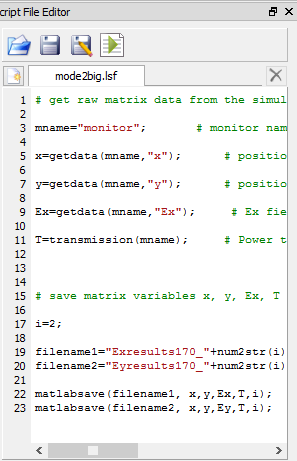 cript File Editor
mode2big.lsf
1 # get raw matrix data from the simul
2
3 mname="monitor"; # monitor nam
4
5 x=getdata(mname,"x"); # positio
6
7 y=getdata(mname,"y"); # positio
8
9 Ex=getdata(mname,"Ex"); # Ex fie
10
11 T=transmission(mname); # Power t
12
13
14
15 # save matrix variables x, y, Ex, T
16
17 i=2;
18
19 filename1="Exresults170_"+num2str(i)
20 filename2="Eyresults170_"+num2str(i)
21
22 matlabsave(filename1, x,y,Ex,T,i);
23 matlabsave(filename2, x,y,Ey,T,i);